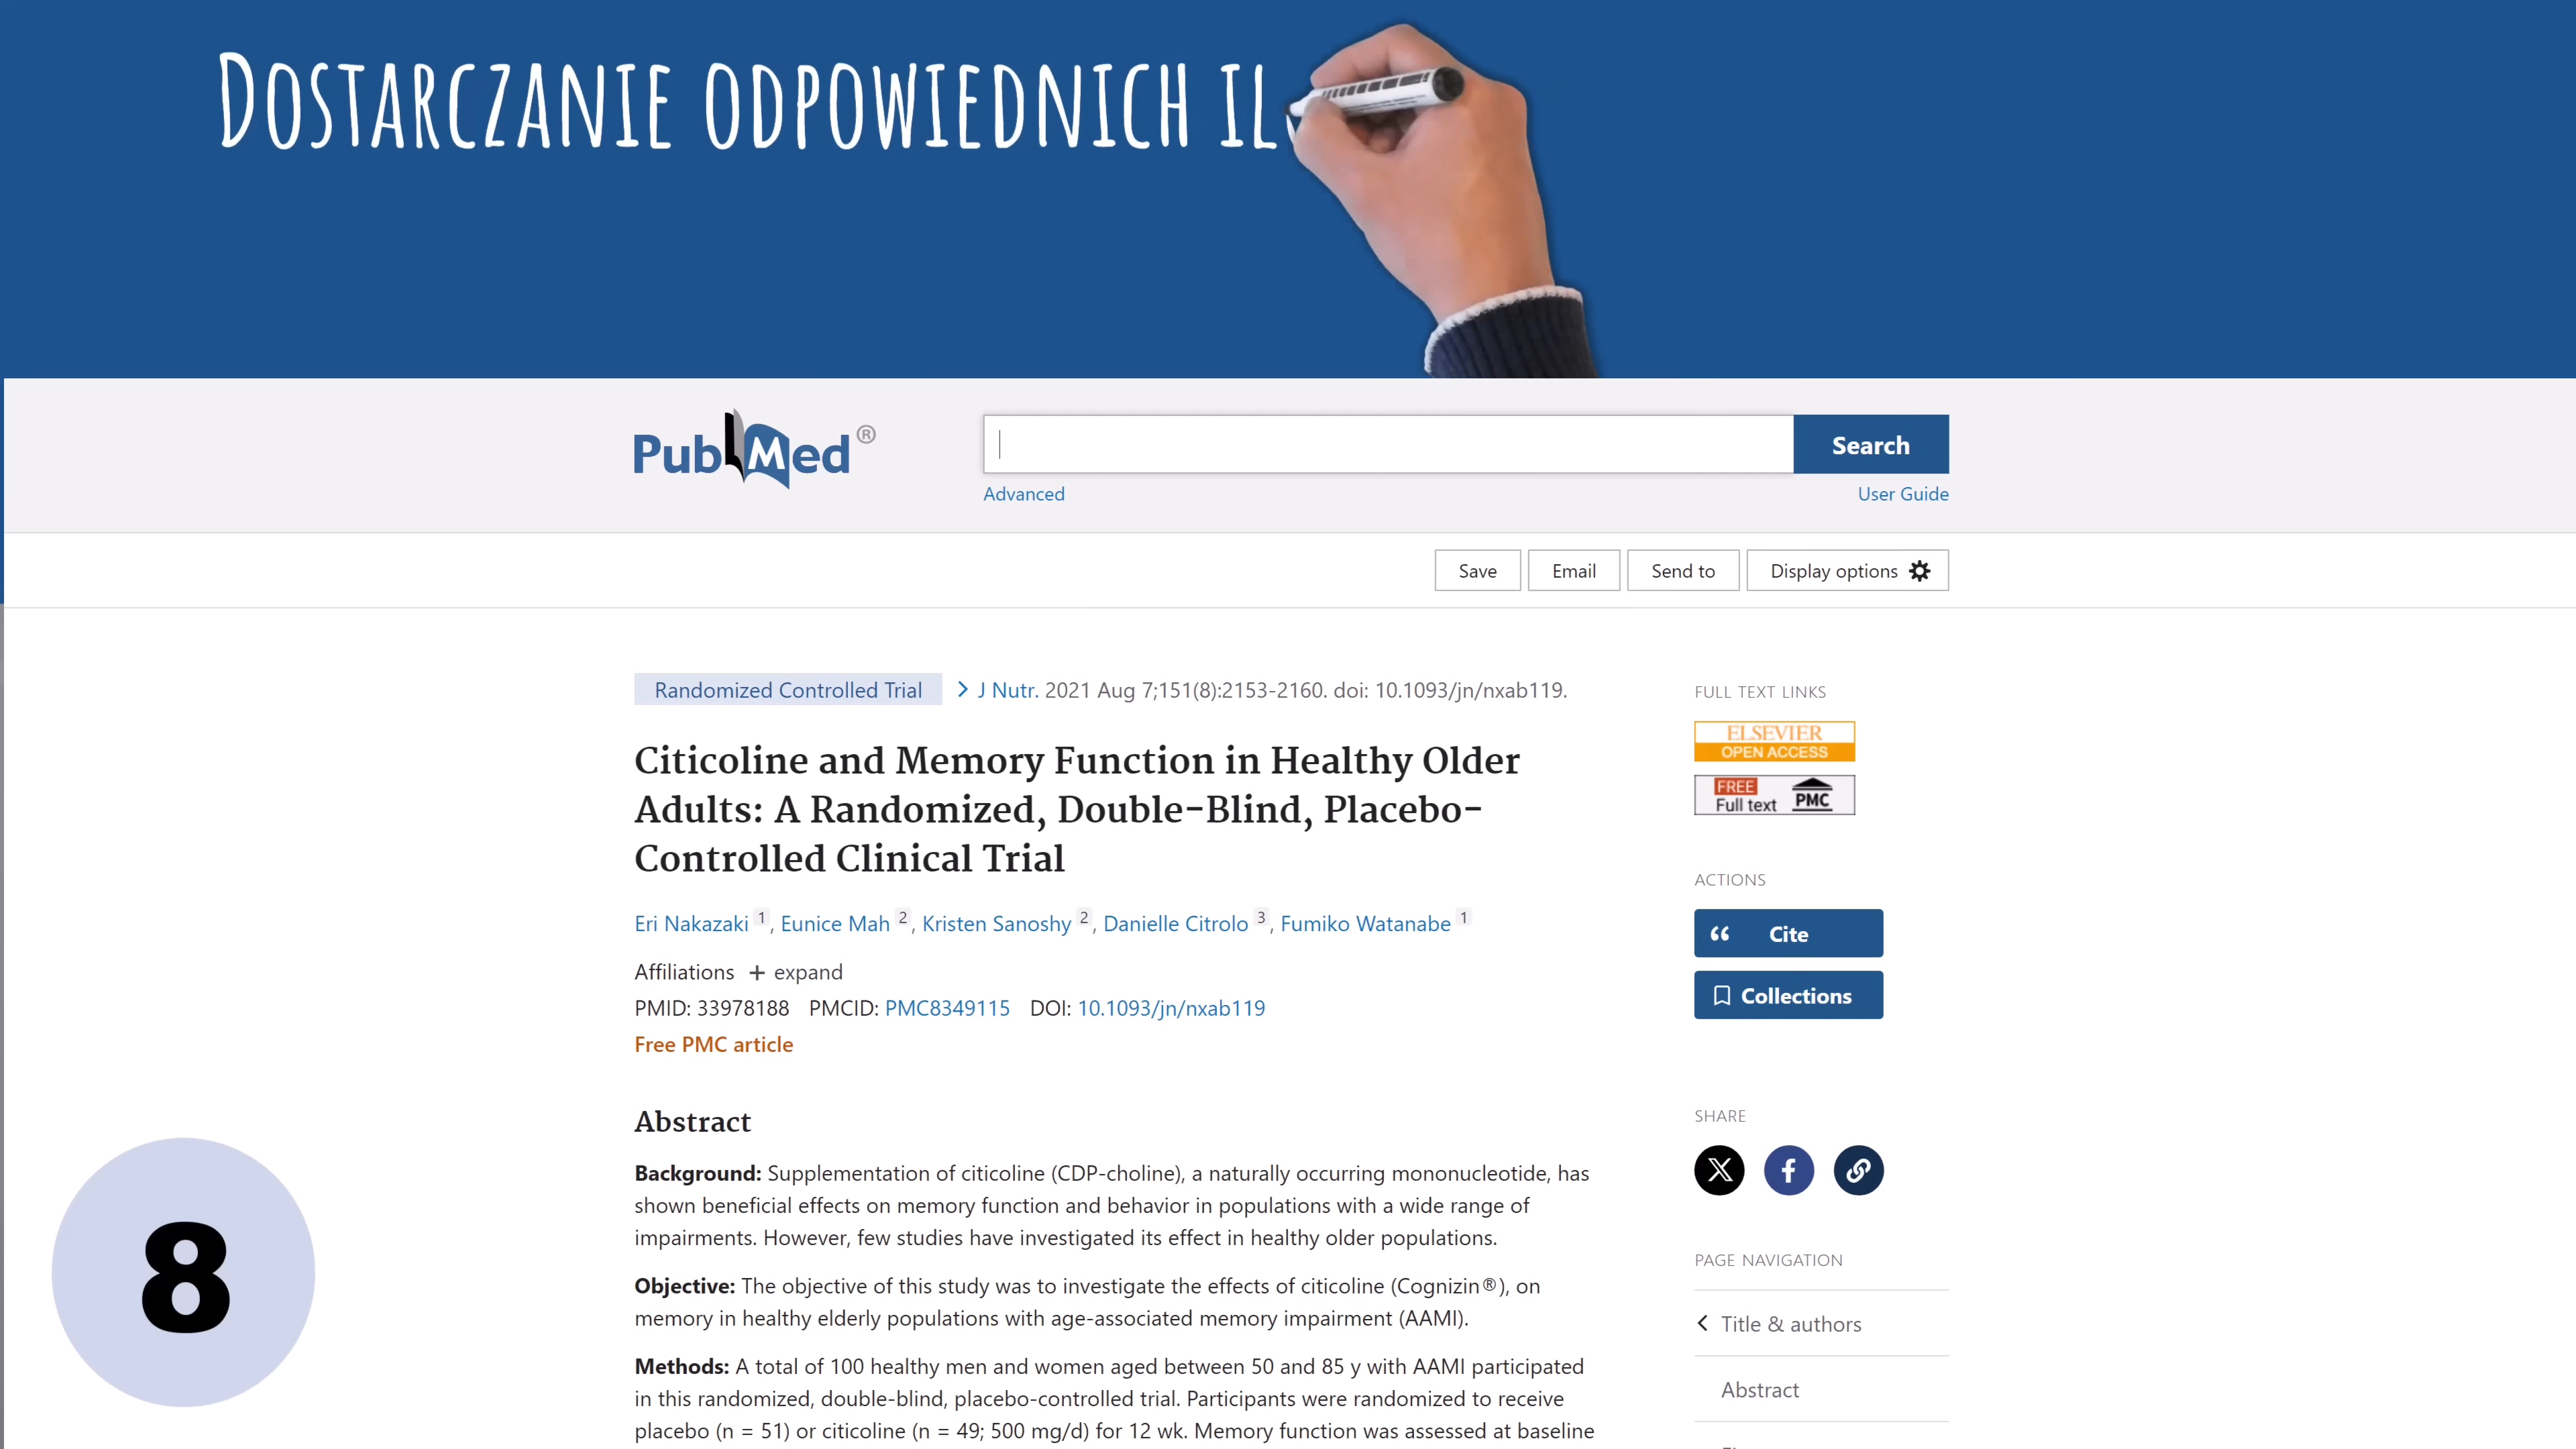 DOSTARCZANIE ODPOWIEDNICH IL
PubMed®
Search
Advanced
User Guide
Save
Email
Send to
Display options
Randomized Controlled Trial
J Nutr. 2021 Aug 7;151(8):2153-2160. doi: 10.1093/jn/nxab119.
Citicoline and Memory Function in Healthy Older
Adults: A Randomized, Double-Blind, Placebo-
Controlled Clinical Trial
Eri Nakazaki 1, Eunice Mah 2, Kristen Sanoshy 2, Danielle Citrolo 3, Fumiko Watanabe 1
Affiliations + expand
PMID: 33978188 PMCID: PMC8349115 DOI: 10.1093/jn/nxab119
Free PMC article
Abstract
Background: Supplementation of citicoline (CDP-choline), a naturally occurring mononucleotide, has
shown beneficial effects on memory function and behavior in populations with a wide range of
impairments. However, few studies have investigated its effect in healthy older populations.
Objective: The objective of this study was to investigate the effects of citicoline (Cognizin®), on
memory in healthy elderly populations with age-associated memory impairment (AAMI).
Methods: A total of 100 healthy men and women aged between 50 and 85 y with AAMI participated
in this randomized, double-blind, placebo-controlled trial. Participants were randomized to receive
placebo (n = 51) or citicoline (n = 49; 500 mg/d) for 12 wk. Memory function was assessed at baseline
FULL TEXT LINKS
ELSEVIER
OPEN ACCESS
FREE
Full text PMC
ACTIONS
Cite
Collections
SHARE
PAGE NAVIGATION
Title & authors
Abstract
8